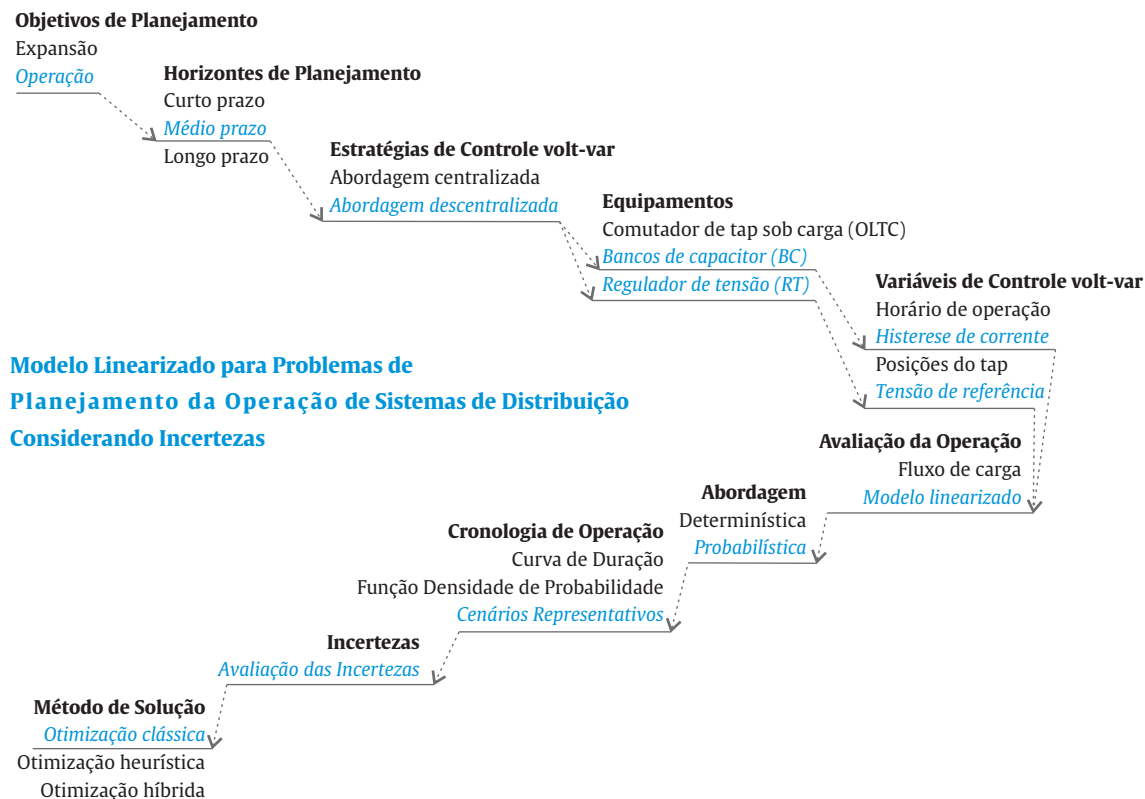 Objetivos de Planejamento
Expansão
Operação
Horizontes de Planejamento
Curto prazo
Médio prazo
Longo prazo
Estratégias de Controle volt-var
Abordagem centralizada
Abordagem descentralizada
Equipamentos
Comutador de tap sob carga (OLTC)
Bancos de capacitor (BC)
Regulador de tensão (RT)
Variáveis de Controle volt-var
Horário de operação
Histerese de corrente
Posições do tap
Tensão de referência
Modelo Linearizado para Problemas de
Planejamento da Operação de Sistemas de Distribuição
Considerando Incertezas
Avaliação da Operação
Fluxo de carga
Modelo linearizado
Abordagem
Determinística
Probabilística
Cronologia de Operação
Curva de Duração
Função Densidade de Probabilidade
Cenários Representativos
Incertezas
Avaliação das Incertezas
Método de Solução
Otimização clássica
Otimização heurística
Otimização híbrida